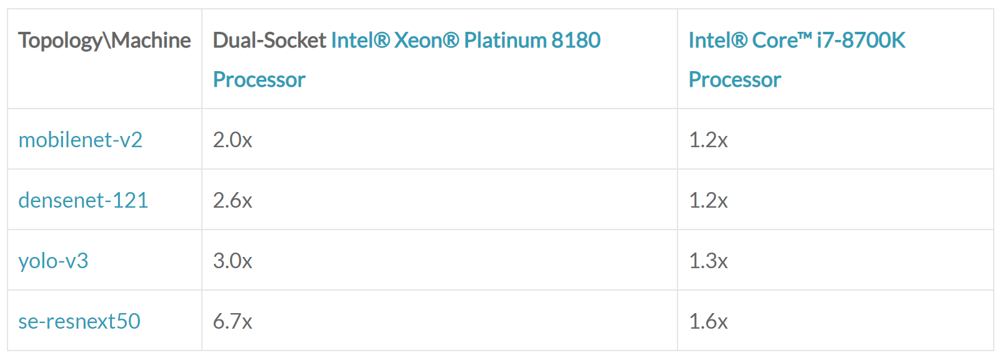 Topology\Machine
Dual-Socket Intel® Xeon® Platinum 8180
Processor
Intel® Core™ i7-8700K
Processor
mobilenet-v2
2.0x
1.2x
densenet-121
2.6x
1.2x
yolo-v3
3.0x
1.3x
se-resnext50
6.7x
1.6x